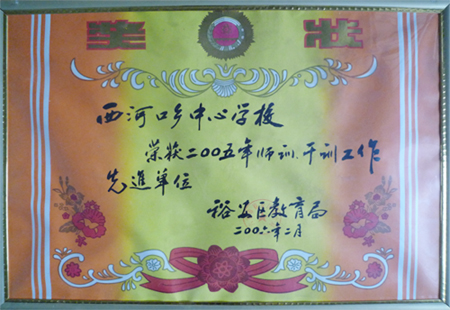 奖状
西河口乡中心学校
荣获二00五年师训、干训工作
先進单位
裕安区教育局
二00六年二月